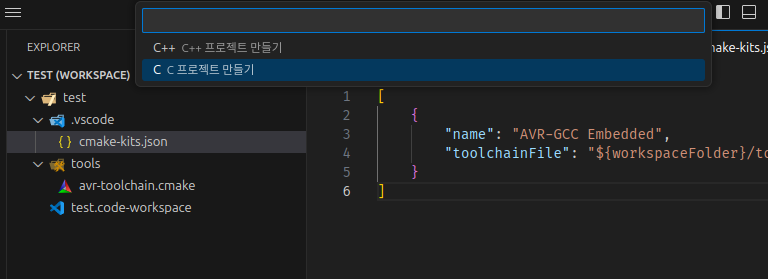 C++ C++ 프로젝트 만들기
C C 프로젝트 만들기
EXPLORER
TEST (WORKSPACE)
test
.vscode
{ } cmake-kits.json
tools
avr-toolchain.cmake
test.code-workspace
make-kits.js
1 [
2 {
3 "name": "AVR-GCC Embedded",
4 "toolchainFile": "${workspaceFolder}/to
5 }
6 ]